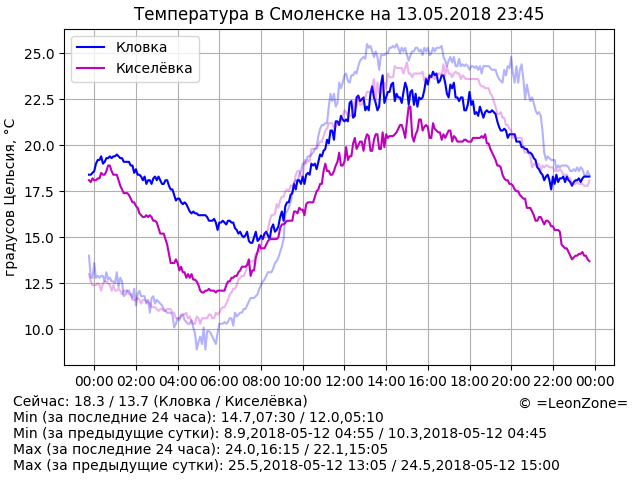 Температура в Смоленске на 13.05.2018 23:45
Кловка
Киселёвка
градусов Цельсия, °C
25.0
22.5
20.0
17.5
15.0
12.5
10.0
00:00 02:00 04:00 06:00 08:00 10:00 12:00 14:00 16:00 18:00 20:00 22:00 00:00
Сейчас: 18.3 / 13.7 (Кловка / Киселёвка)
© =LeonZone=
Min (за последние 24 часа): 14.7,07:30 / 12.0,05:10
Min (за предыдущие сутки): 8.9,2018-05-12 04:55 / 10.3,2018-05-12 04:45
Max (за последние 24 часа): 24.0,16:15 / 22.1,15:05
Max (за предыдущие сутки): 25.5,2018-05-12 13:05 / 24.5,2018-05-12 15:00